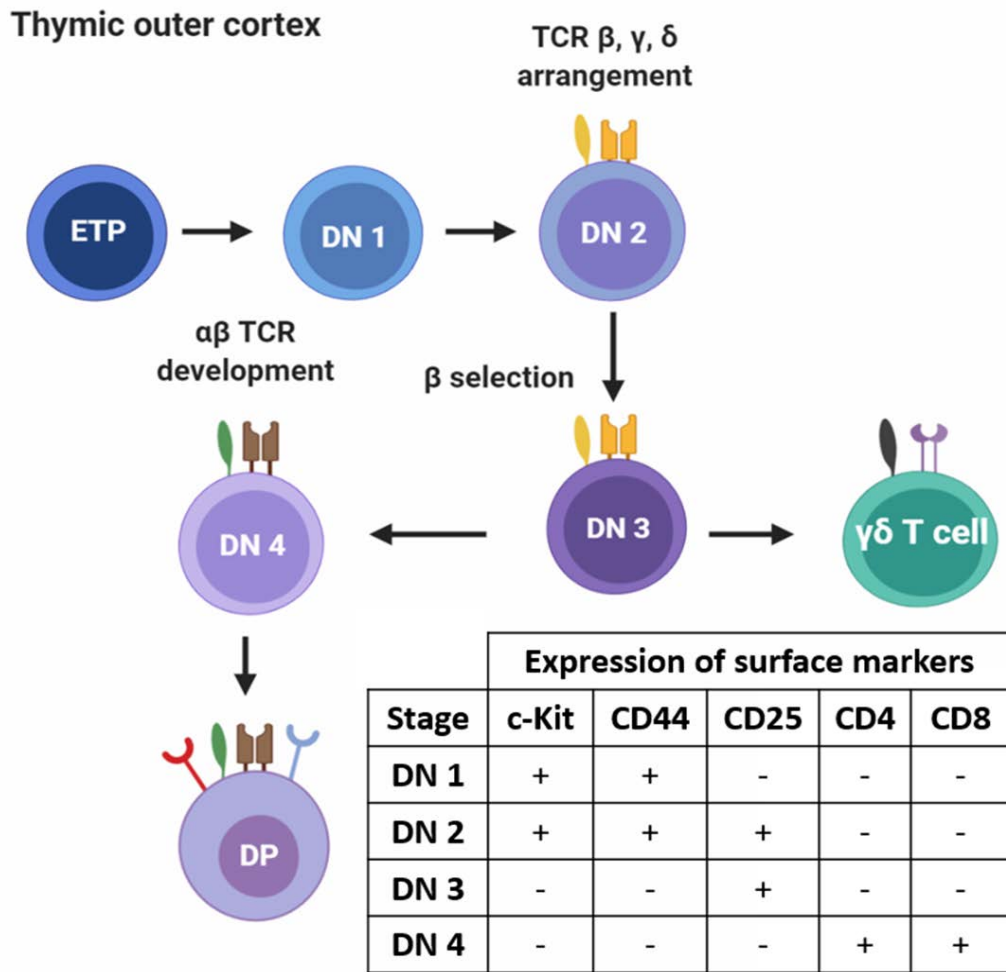 Thymic outer cortex
TCR β, γ, δ
arrangement
ETP
DN 1
DN 2
αβ TCR
development
β selection
DN 4
DN 3
γδ T cell
DP
Expression of surface markers
Stage c-Kit CD44 CD25 CD4 CD8
DN 1 + + - - -
DN 2 + + + - -
DN 3 - - + - -
DN 4 - - - + +